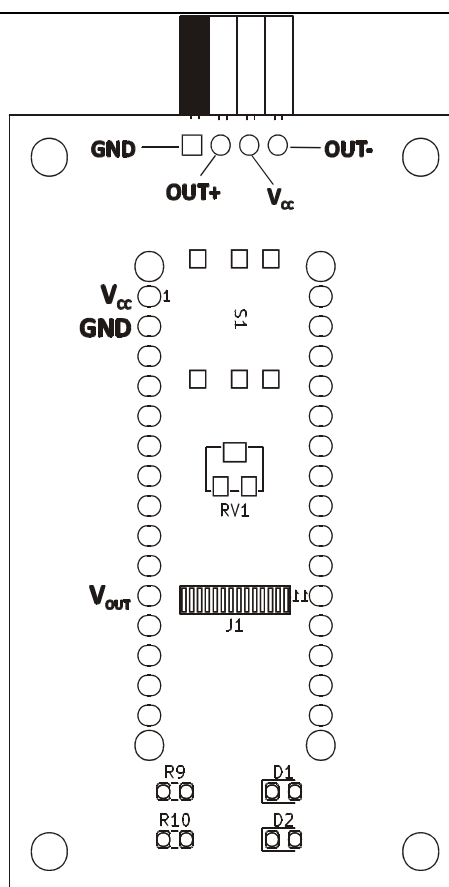 GND OUT-
OUT+ Vcc
Vcc 1
GND
S1
RV1
VOUT 11
J1
R9 D1
R10 D2